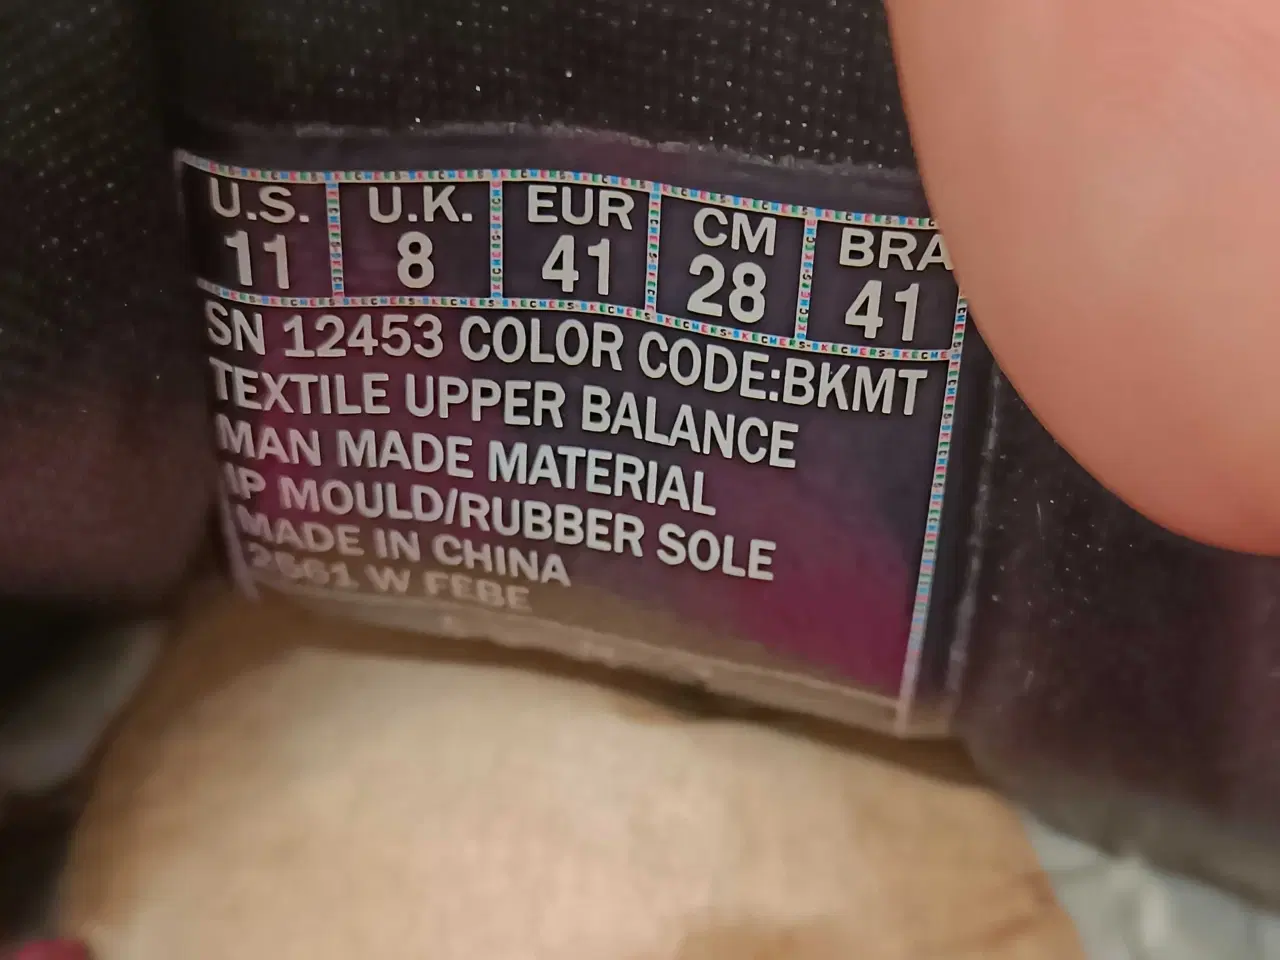 U.S. U.K. EUR CM BRA
11 8 41 28 41
SN 12453 COLOR CODE:BKMT
TEXTILE UPPER BALANCE
MAN MADE MATERIAL
IP MOULD/RUBBER SOLE
MADE IN CHINA
W FEBE